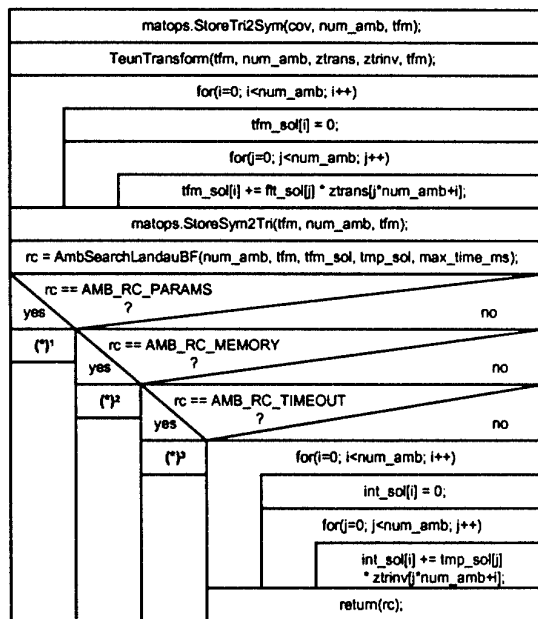 matops.StoreTri2Sym(cov, num_amb, tfm);
TeunTransform(tfm, num_amb, ztrans, ztrinv, tfm);
for(i=0; i<num_amb; i++)
tfm_sol[i] = 0;
for(j=0; j<num_amb; j++)
tfm_sol[i] += flt_sol[j] * ztrans[j*num_amb+i];
matops.StoreSym2Tri(tfm, num_amb, tfm);
rc = AmbSearchLandauBF(num_amb, tfm, tfm_sol, tmp_sol, max_time_ms);
rc == AMB_RC_PARAMS
?
yes
no
(*)¹
rc == AMB_RC_MEMORY
?
yes
no
(*)²
rc == AMB_RC_TIMEOUT
?
yes
no
(*)³
for(i=0; i<num_amb; i++)
int_sol[i] = 0;
for(j=0; j<num_amb; j++)
int_sol[i] += tmp_sol[j]
* ztrinv[j*num_amb+i];
return(rc);